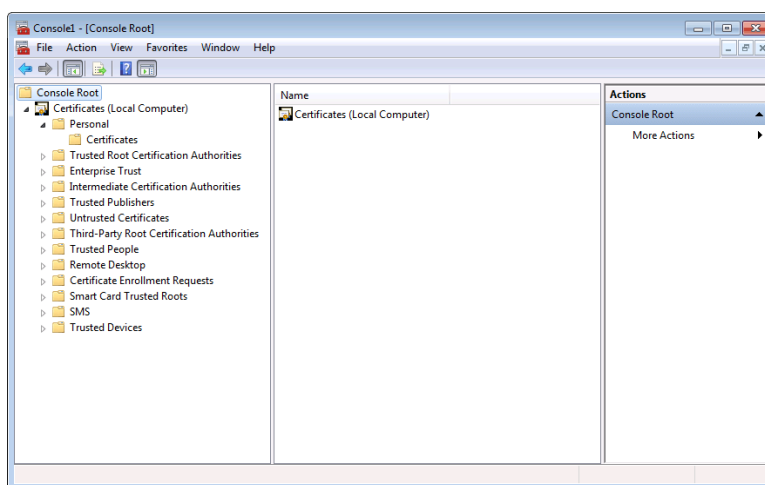 Console1 - [Console Root]
File Action View Favorites Window Help
Console Root
Certificates (Local Computer)
Personal
Certificates
Trusted Root Certification Authorities
Enterprise Trust
Intermediate Certification Authorities
Trusted Publishers
Untrusted Certificates
Third-Party Root Certification Authorities
Trusted People
Remote Desktop
Certificate Enrollment Requests
Smart Card Trusted Roots
SMS
Trusted Devices
Name
Certificates (Local Computer)
Actions
Console Root
More Actions